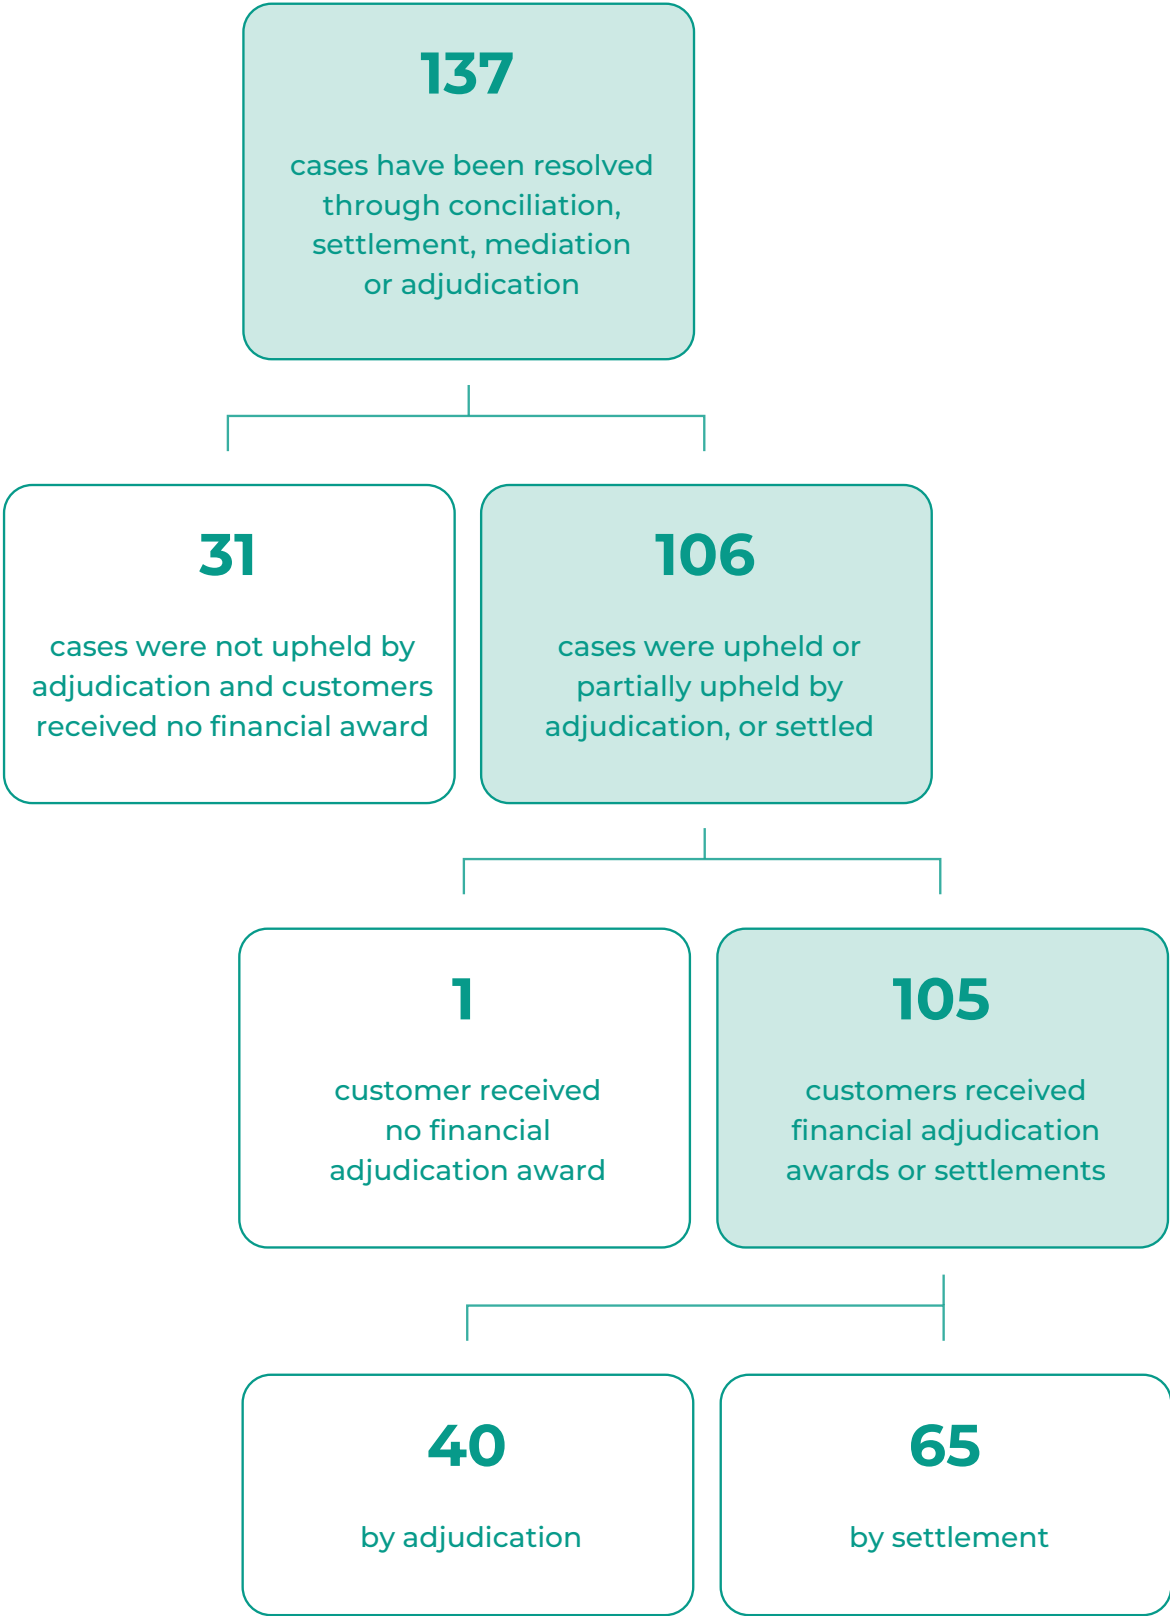 137
cases have been resolved
through conciliation,
settlement, mediation
or adjudication
31
cases were not upheld by
adjudication and customers
received no financial award
106
cases were upheld or
partially upheld by
adjudication, or settled
1
customer received
no financial
adjudication award
105
customers received
financial adjudication
awards or settlements
40
by adjudication
65
by settlement